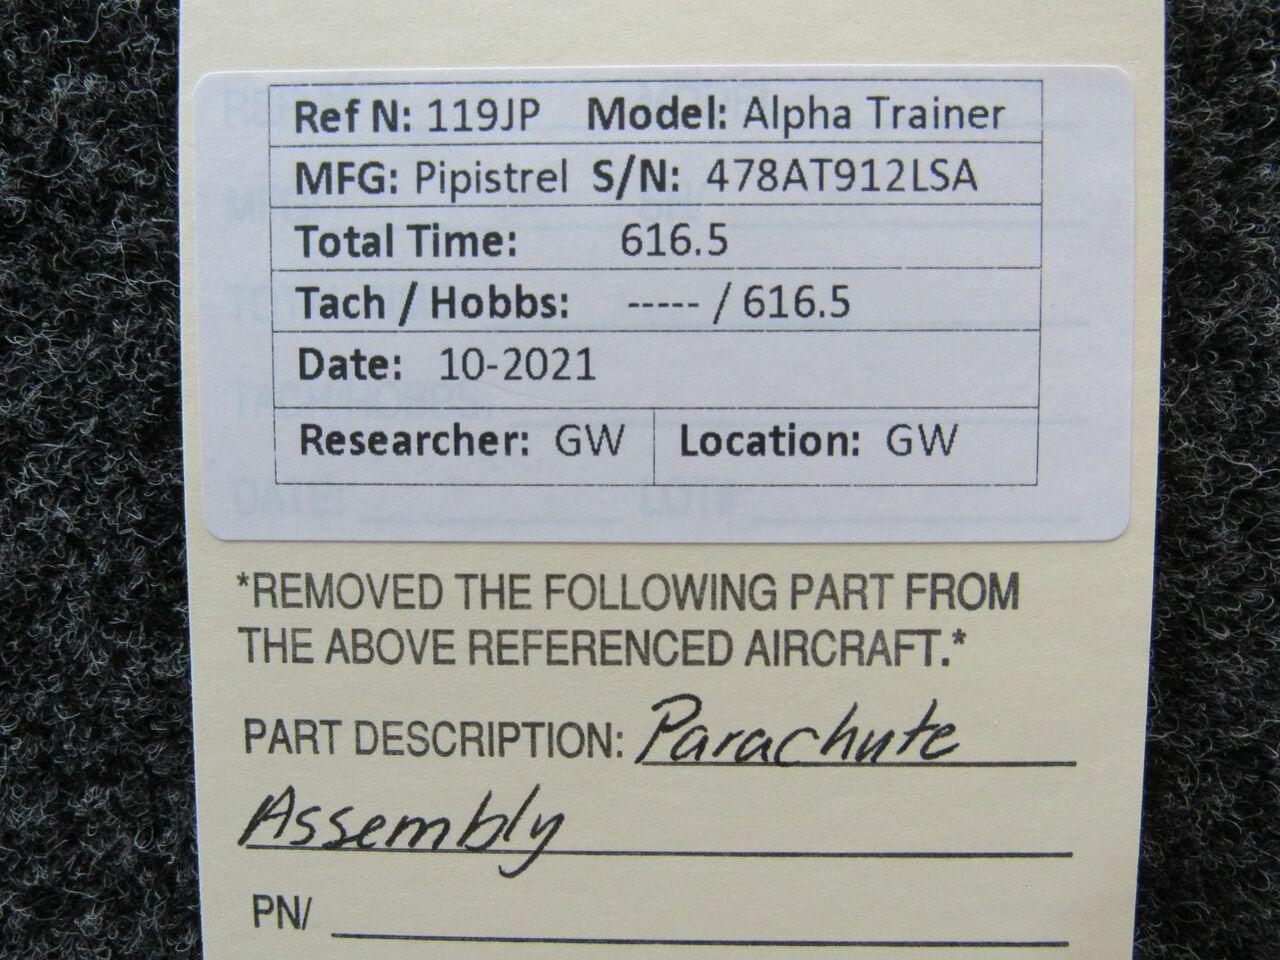 Ref N: 119JP Model: Alpha Trainer
MFG: Pipistrel S/N: 478AT912LSA
Total Time: 616.5
Tach / Hobbs: ----- / 616.5
Date: 10-2021
Researcher: GW Location: GW
*REMOVED THE FOLLOWING PART FROM
THE ABOVE REFERENCED AIRCRAFT.*
PART DESCRIPTION: Parachute
Assembly
PN/